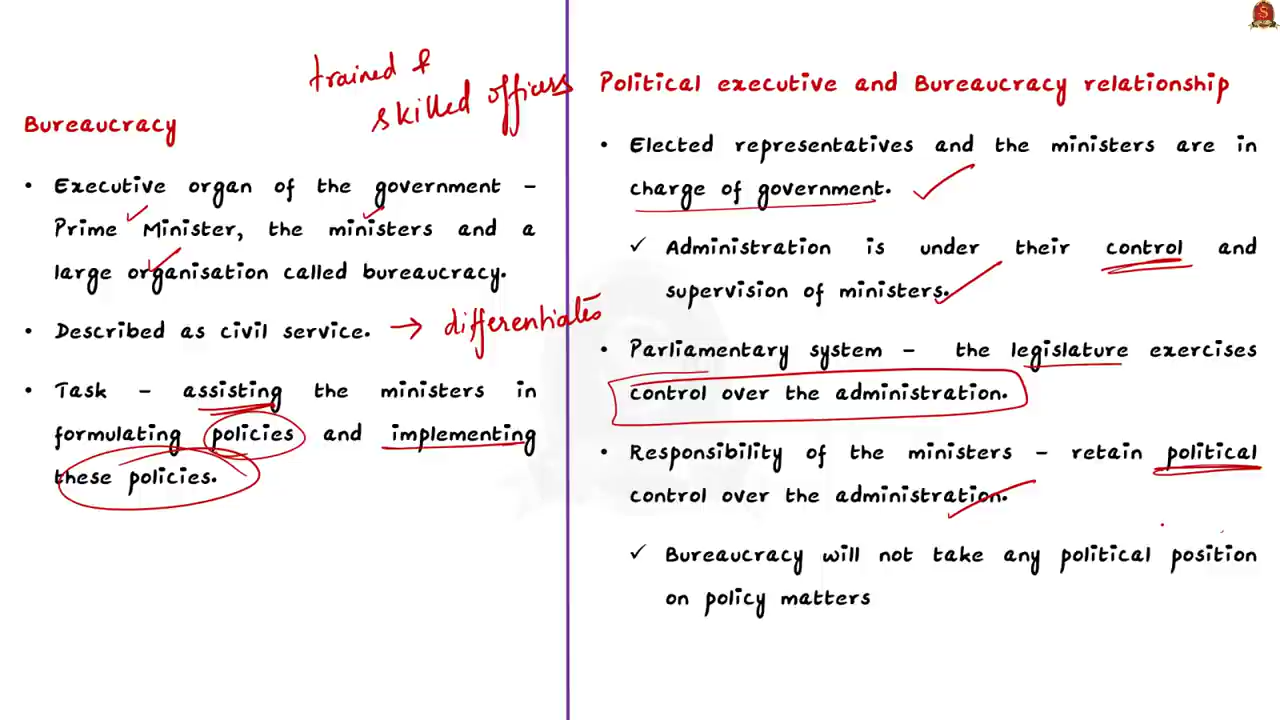 trained &
skilled officers
Bureaucracy
• Executive organ of the government –
Prime Minister, the ministers and a
large organisation called bureaucracy.
• Described as civil service. → differentiates
• Task – assisting the ministers in
formulating policies and implementing
these policies.
Political executive and Bureaucracy relationship
• Elected representatives and the ministers are in
charge of government.
✓ Administration is under their control and
supervision of ministers.
• Parliamentary system – the legislature exercises
control over the administration.
• Responsibility of the ministers – retain political
control over the administration.
✓ Bureaucracy will not take any political position
on policy matters